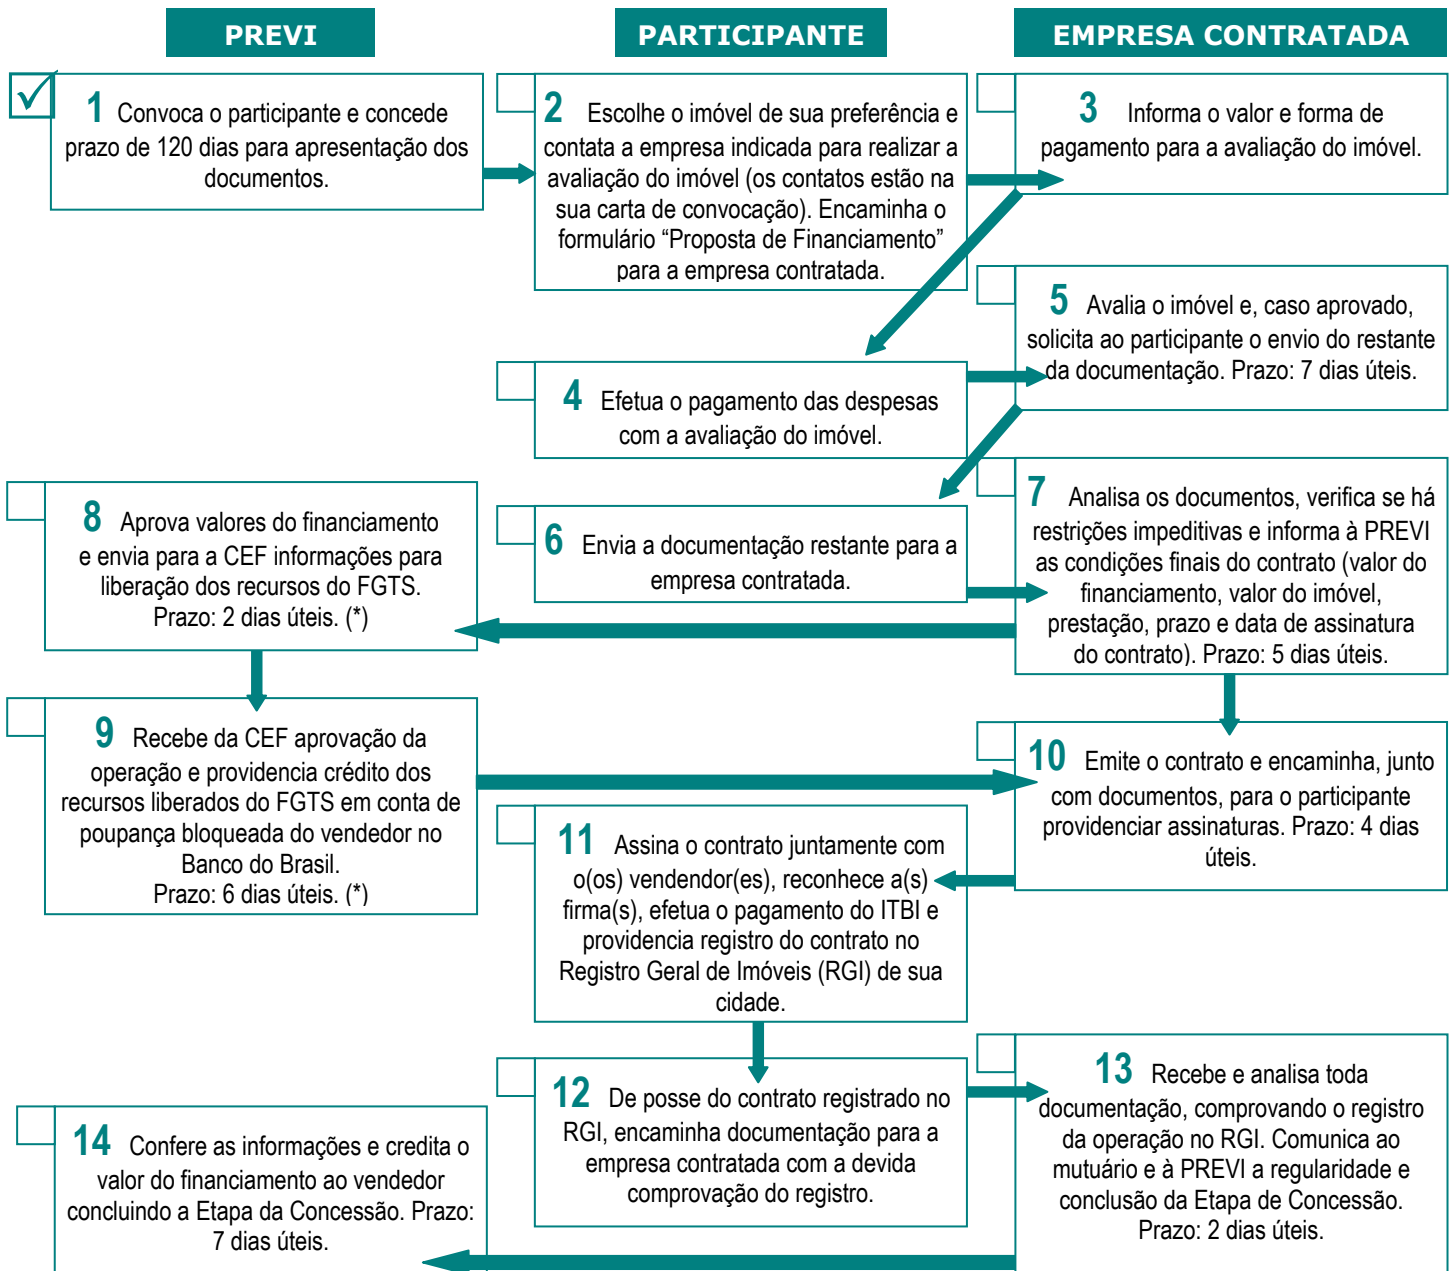 PREVI
PARTICIPANTE
EMPRESA CONTRATADA
1 Convoca o participante e concede
prazo de 120 dias para apresentação dos
documentos.
2 Escolhe o imóvel de sua preferência e
contata a empresa indicada para realizar a
avaliação do imóvel (os contatos estão na
sua carta de convocação). Encaminha o
formulário “Proposta de Financiamento”
para a empresa contratada.
3 Informa o valor e forma de
pagamento para a avaliação do imóvel.
4 Efetua o pagamento das despesas
com a avaliação do imóvel.
5 Avalia o imóvel e, caso aprovado,
solicita ao participante o envio do restante
da documentação. Prazo: 7 dias úteis.
6 Envia a documentação restante para a
empresa contratada.
7 Analisa os documentos, verifica se há
restrições impeditivas e informa à PREVI
as condições finais do contrato (valor do
financiamento, valor do imóvel,
prestação, prazo e data de assinatura
do contrato). Prazo: 5 dias úteis.
8 Aprova valores do financiamento
e envia para a CEF informações para
liberação dos recursos do FGTS.
Prazo: 2 dias úteis. (*)
9 Recebe da CEF aprovação da
operação e providencia crédito dos
recursos liberados do FGTS em conta de
poupança bloqueada do vendedor no
Banco do Brasil.
Prazo: 6 dias úteis. (*)
10 Emite o contrato e encaminha, junto
com documentos, para o participante
providenciar assinaturas. Prazo: 4 dias
úteis.
11 Assina o contrato juntamente com
o(os) vendendor(es), reconhece a(s)
firma(s), efetua o pagamento do ITBI e
providencia registro do contrato no
Registro Geral de Imóveis (RGI) de sua
cidade.
12 De posse do contrato registrado no
RGI, encaminha documentação para a
empresa contratada com a devida
comprovação do registro.
13 Recebe e analisa toda
documentação, comprovando o registro
da operação no RGI. Comunica ao
mutuário e à PREVI a regularidade e
conclusão da Etapa de Concessão.
Prazo: 2 dias úteis.
14 Confere as informações e credita o
valor do financiamento ao vendedor
concluindo a Etapa da Concessão. Prazo:
7 dias úteis.